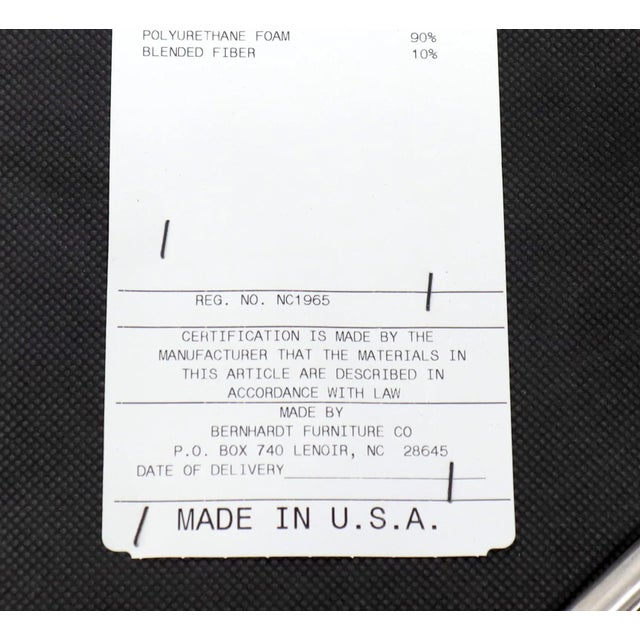 POLYURETHANE FOAM 90%
BLENDED FIBER 10%
REG. NO. NC1965
CERTIFICATION IS MADE BY THE
MANUFACTURER THAT THE MATERIALS IN
THIS ARTICLE ARE DESCRIBED IN
ACCORDANCE WITH LAW
MADE BY
BERNHARDT FURNITURE CO
P.O. BOX 740 LENOIR, NC 28645
DATE OF DELIVERY
MADE IN U.S.A.